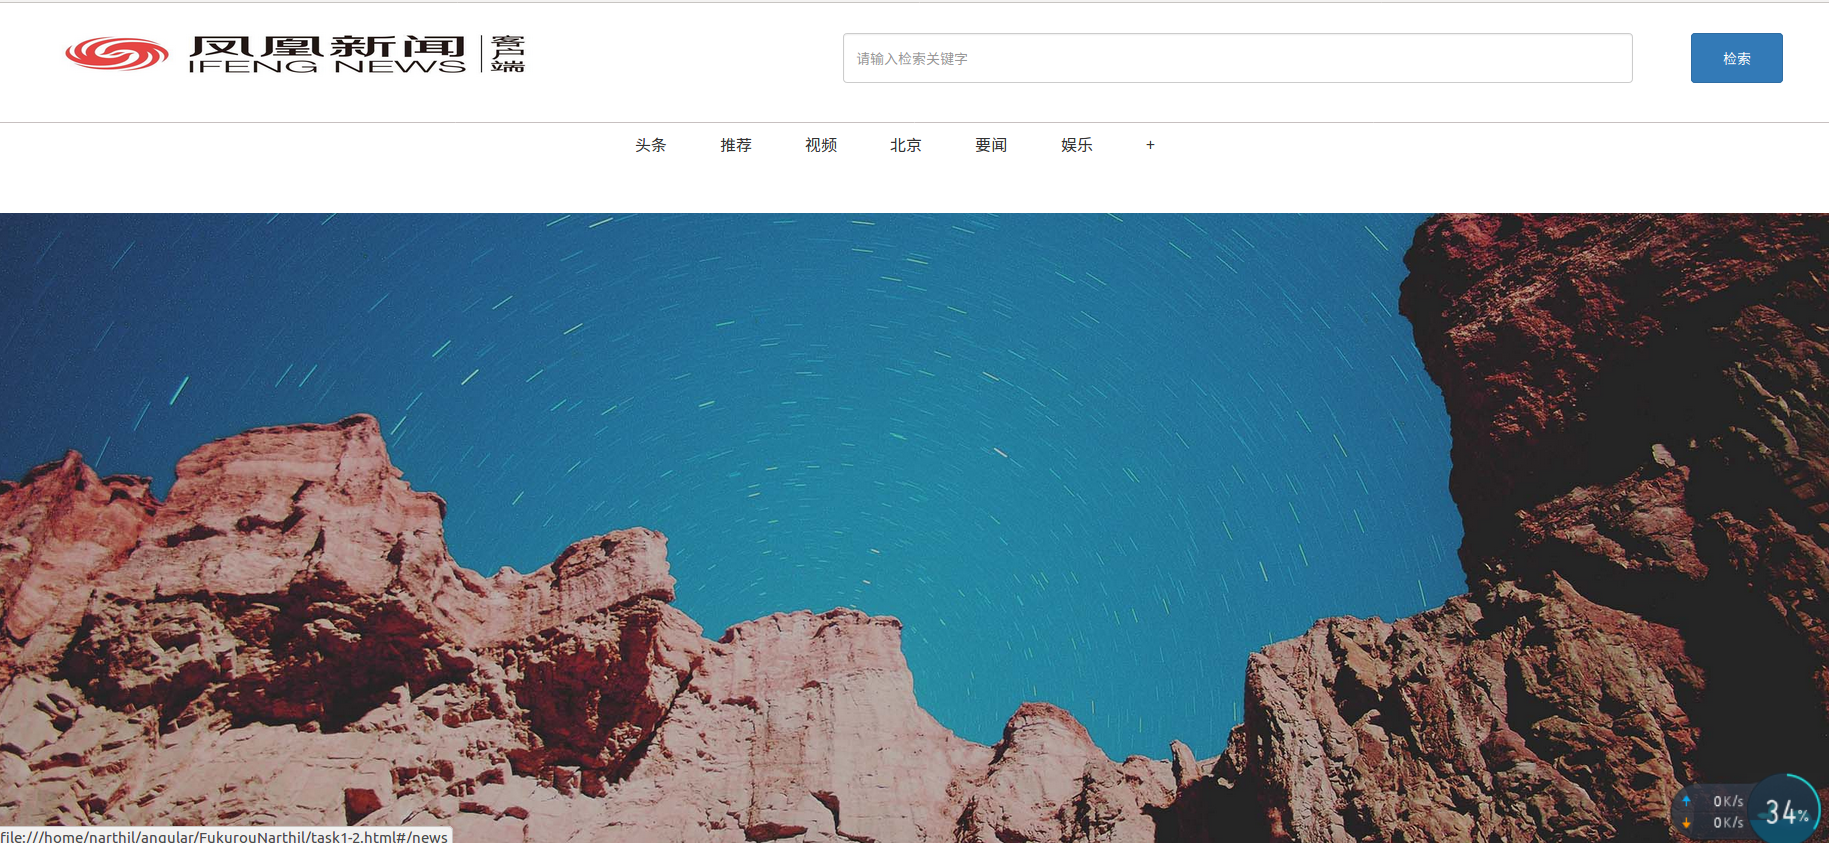 凤凰新闻 客户端
IFENG NEWS
请输入检索关键字
检索
头条 推荐 视频 北京 要闻 娱乐 +
0K/s
0K/s
34%
file:///home/narthil/angular/FukurouNarthil/task1-2.html#/news